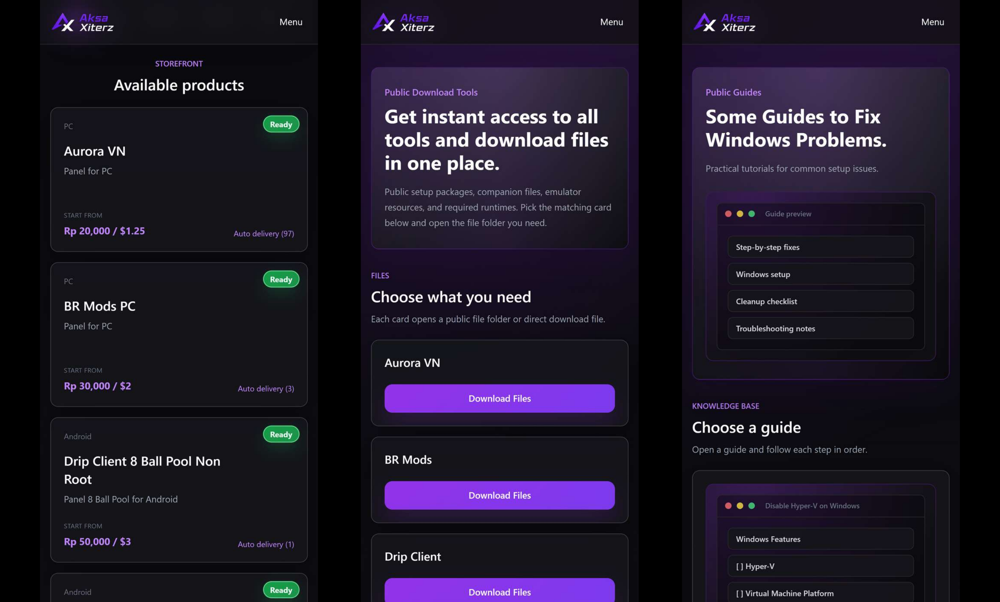 Aksa
Xiterz
Menu
STOREFRONT
Available products
PC
Ready
Aurora VN
Panel for PC
START FROM
Rp 20,000 / $1.25
Auto delivery (97)
PC
Ready
BR Mods PC
Panel for PC
START FROM
Rp 30,000 / $2
Auto delivery (3)
Android
Ready
Drip Client 8 Ball Pool Non
Root
Panel 8 Ball Pool for Android
START FROM
Rp 50,000 / $3
Auto delivery (1)
Android
Ready
Aksa
Xiterz
Menu
Public Download Tools
Get instant access to all
tools and download files
in one place.
Public setup packages, companion files, emulator
resources, and required runtimes. Pick the matching card
below and open the file folder you need.
FILES
Choose what you need
Each card opens a public file folder or direct download file.
Aurora VN
Download Files
BR Mods
Download Files
Drip Client
Download Files
Aksa
Xiterz
Menu
Public Guides
Some Guides to Fix
Windows Problems.
Practical tutorials for common setup issues.
Guide preview
Step-by-step fixes
Windows setup
Cleanup checklist
Troubleshooting notes
KNOWLEDGE BASE
Choose a guide
Open a guide and follow each step in order.
Disable Hyper-V on Windows
Windows Features
[ ] Hyper-V
[ ] Virtual Machine Platform